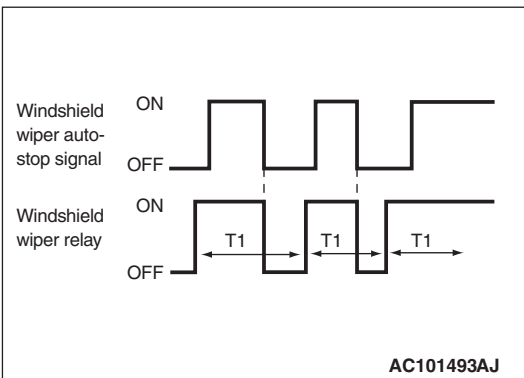 Windshield
wiper auto-
stop signal
ON
OFF
Windshield
wiper relay
ON
OFF
T1
T1
T1
AC101493AJ